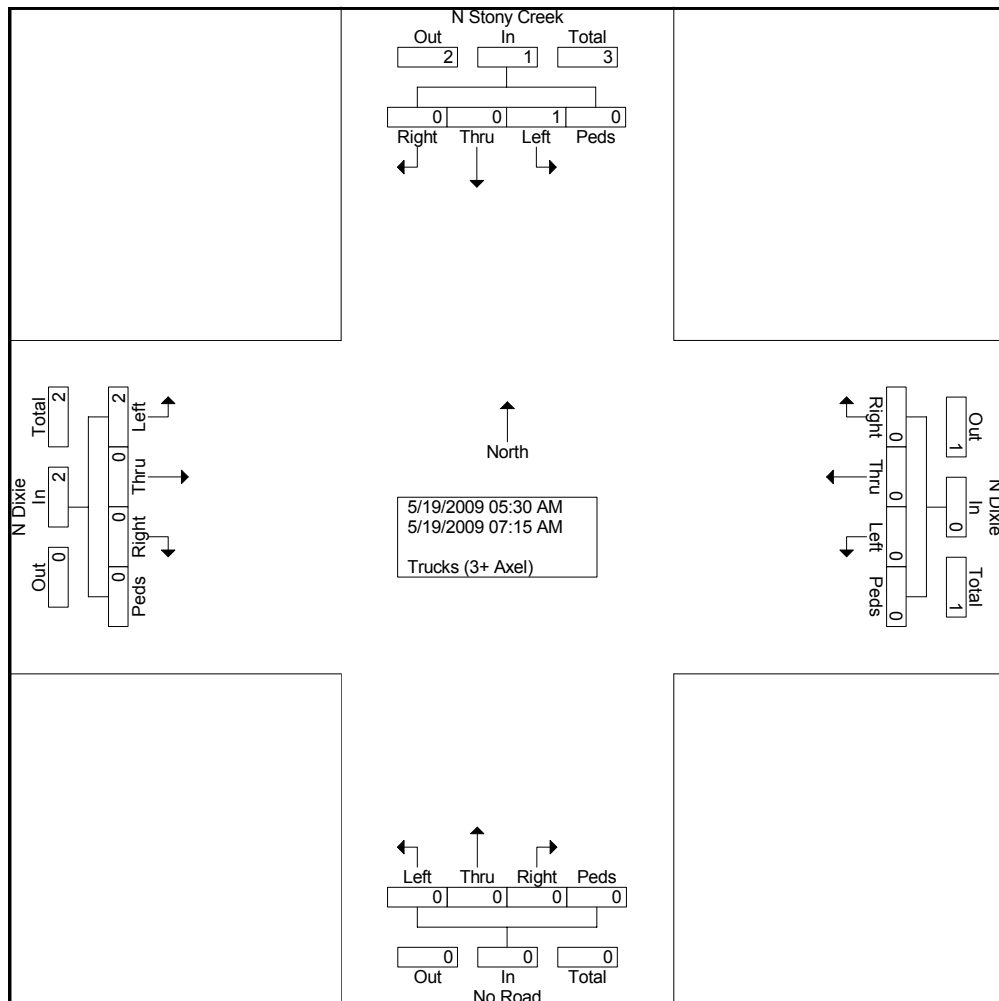 N Stony Creek
Out In Total
2 1 3
0 0 1 0
Right Thru Left Peds
Total In Out
2 2 0
N Dixie
2 0 0 0
Left Thru Right Peds
North
5/19/2009 05:30 AM
5/19/2009 07:15 AM
Trucks (3+ Axel)
Right Thru Left Peds
0 0 0 0
Out In Total
1 0 1
N Dixie
Left Thru Right Peds
0 0 0 0
0 0 0
Out In Total
No Road